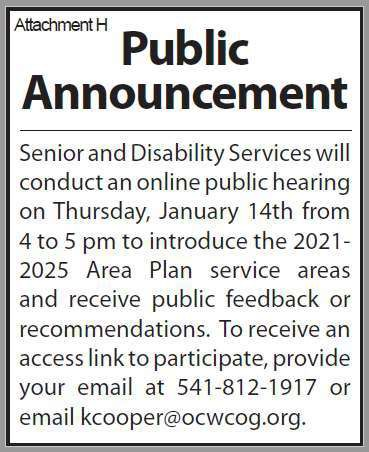 Attachment H
Public
Announcement
Senior and Disability Services will
conduct an online public hearing
on Thursday, January 14th from
4 to 5 pm to introduce the 2021-
2025 Area Plan service areas
and receive public feedback or
recommendations. To receive an
access link to participate, provide
your email at 541-812-1917 or
email kcooper@ocwcog.org.